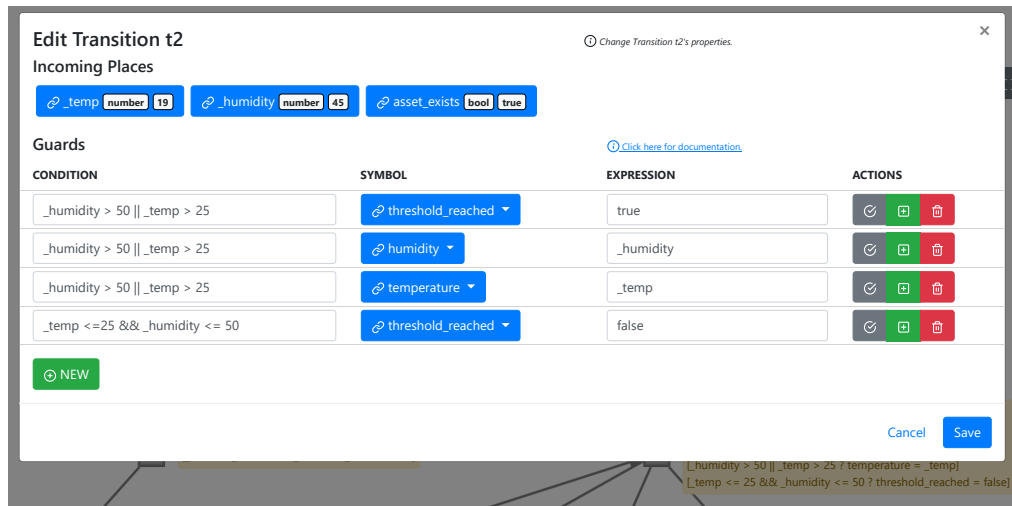 Edit Transition t2
Change Transition t2's properties.
×
Incoming Places
_temp number 19
_humidity number 45
asset_exists bool true
Guards
Click here for documentation.
CONDITION SYMBOL EXPRESSION ACTIONS
_humidity > 50 || _temp > 25 threshold_reached true
_humidity > 50 || _temp > 25 humidity _humidity
_humidity > 50 || _temp > 25 temperature _temp
_temp <=25 && _humidity <= 50 threshold_reached false
NEW
Cancel Save
[_humidity > 50 || _temp > 25 ? temperature = _temp]
[_temp <= 25 && _humidity <= 50 ? threshold_reached = false]